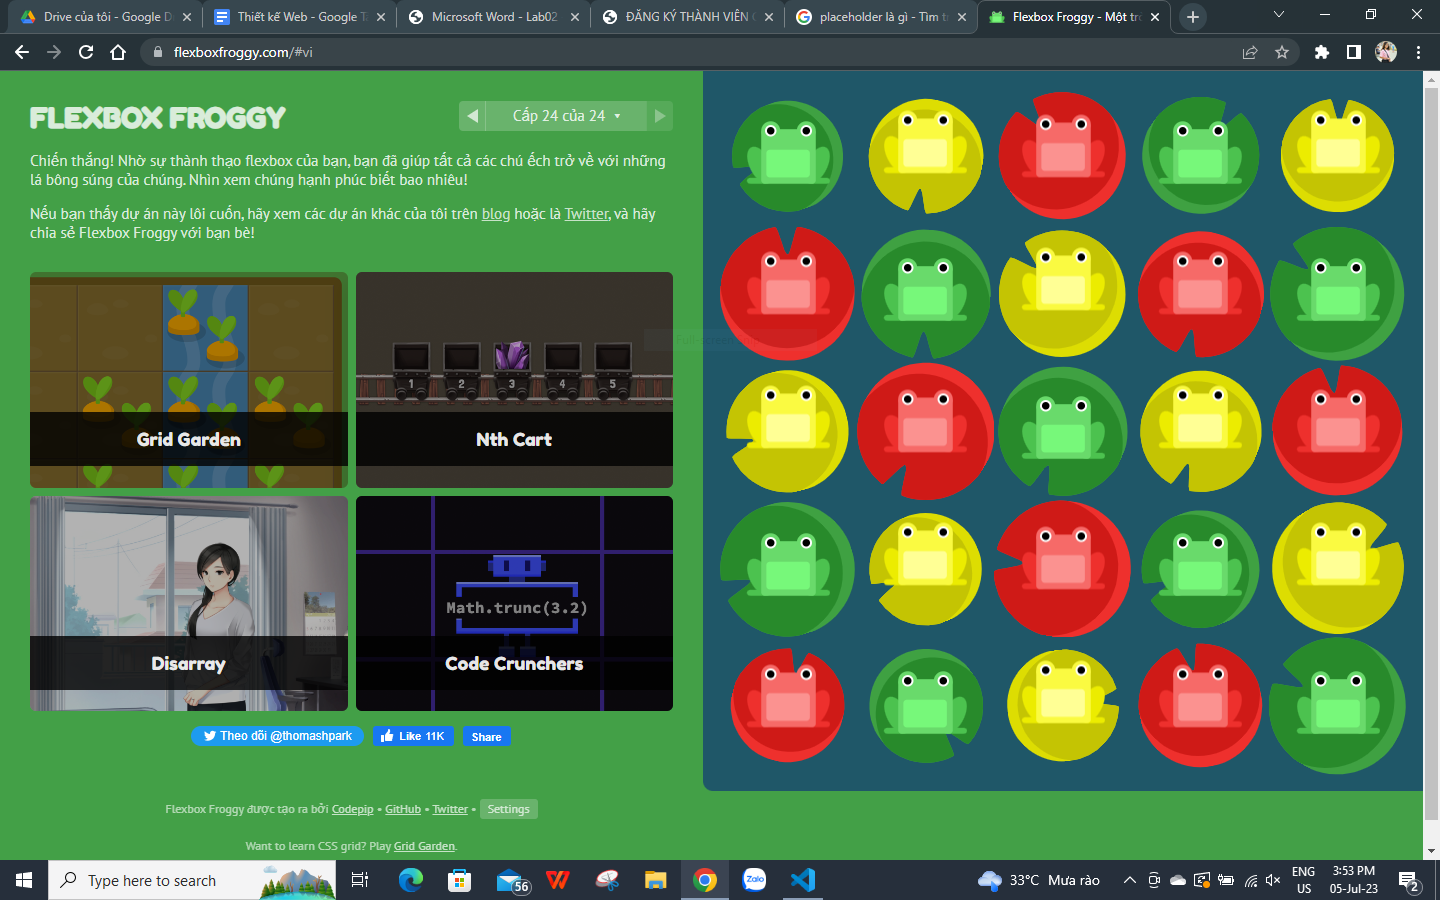 Drive của tôi - Google D
Thiết kế Web - Google T
Microsoft Word - Lab02
ĐĂNG KÝ THÀNH VIÊN
placeholder là gì - Tìm t
Flexbox Froggy - Một tr
flexboxfroggy.com/#vi
FLEXBOX FROGGY
Cấp 24 của 24
Chiến thắng! Nhờ sự thành thạo flexbox của bạn, bạn đã giúp tất cả các chú ếch trở về với những
lá bông súng của chúng. Nhìn xem chúng hạnh phúc biết bao nhiêu!
Nếu bạn thấy dự án này lôi cuốn, hãy xem các dự án khác của tôi trên blog hoặc là Twitter, và hãy
chia sẻ Flexbox Froggy với bạn bè!
1 2 3 4 5
Grid Garden
Nth Cart
Math.trunc(3.2)
Disarray
Code Crunchers
Theo dõi @thomashpark
Like 11K
Share
Flexbox Froggy được tạo ra bởi Codepip • GitHub • Twitter • Settings
Want to learn CSS grid? Play Grid Garden.
Type here to search
56
Zalo
33°C Mưa rào
ENG
US
3:53 PM
05-Jul-23
2